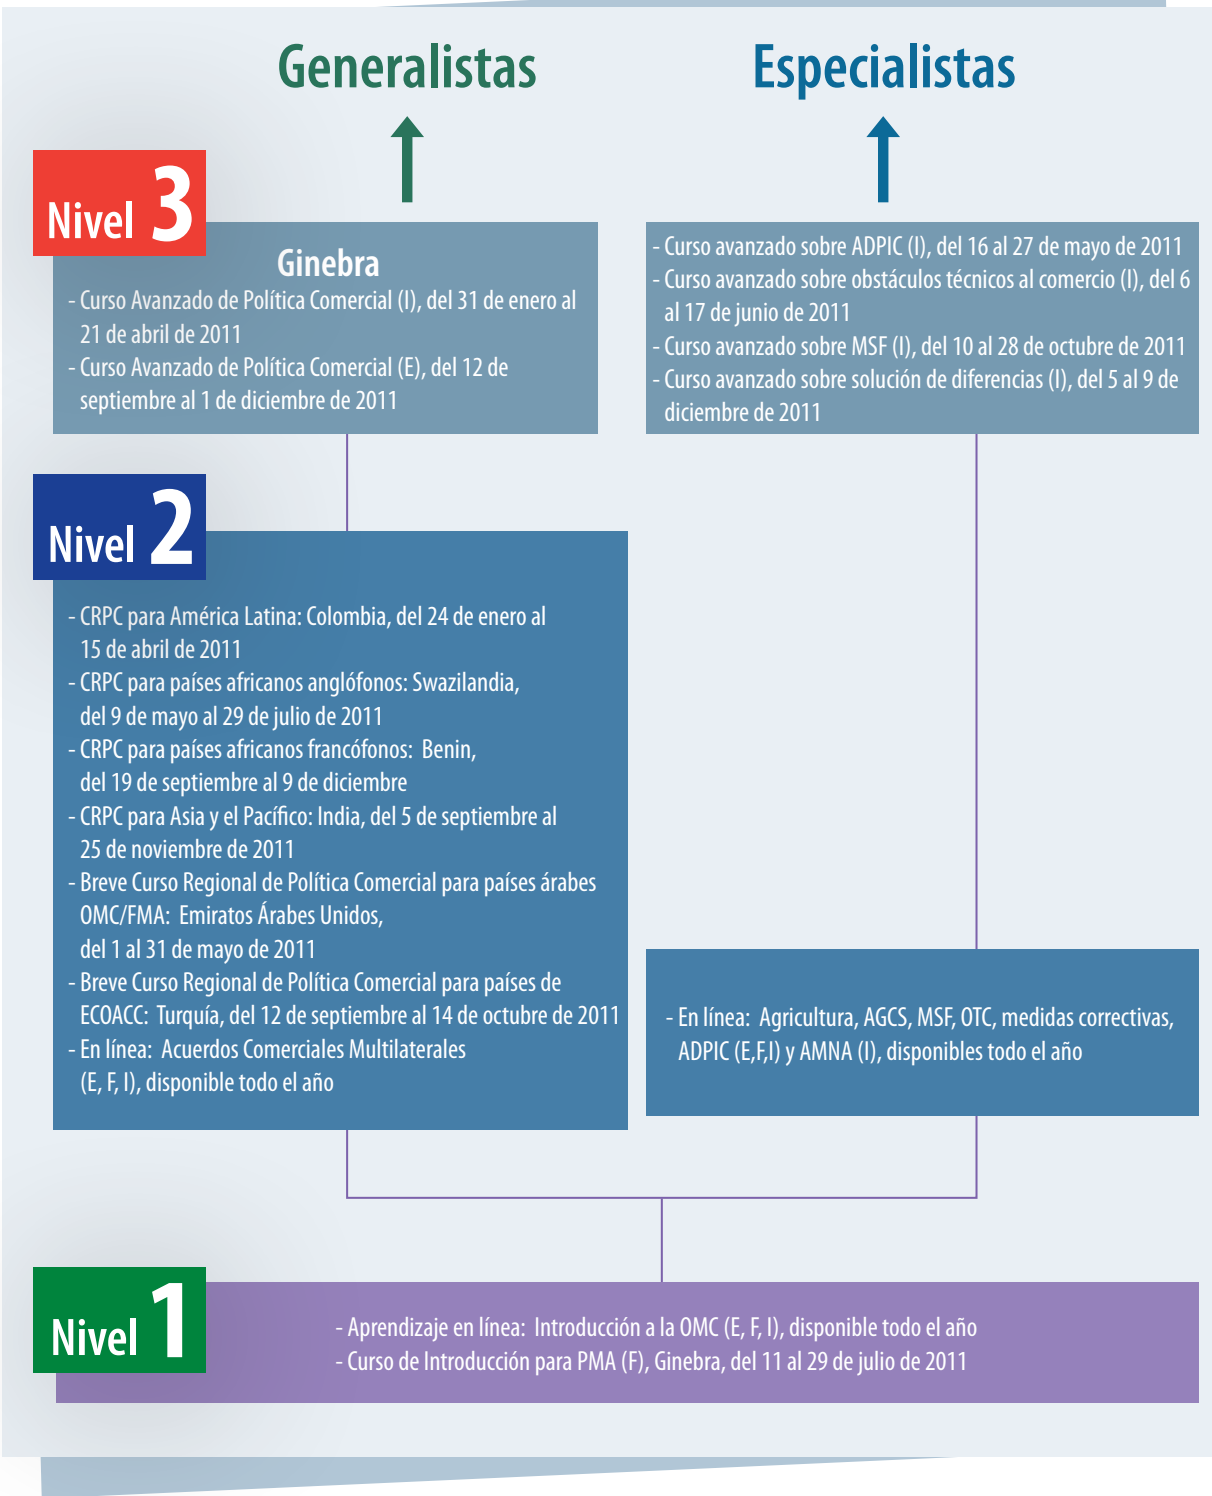 Generalistas
Especialistas
Nivel 3
Ginebra
- Curso Avanzado de Política Comercial (I), del 31 de enero al
21 de abril de 2011
- Curso Avanzado de Política Comercial (E), del 12 de
septiembre al 1 de diciembre de 2011
- Curso avanzado sobre ADPIC (I), del 16 al 27 de mayo de 2011
- Curso avanzado sobre obstáculos técnicos al comercio (I), del 6
al 17 de junio de 2011
- Curso avanzado sobre MSF (I), del 10 al 28 de octubre de 2011
- Curso avanzado sobre solución de diferencias (I), del 5 al 9 de
diciembre de 2011
Nivel 2
- CRPC para América Latina: Colombia, del 24 de enero al
15 de abril de 2011
- CRPC para países africanos anglófonos: Swazilandia,
del 9 de mayo al 29 de julio de 2011
- CRPC para países africanos francófonos: Benin,
del 19 de septiembre al 9 de diciembre
- CRPC para Asia y el Pacífico: India, del 5 de septiembre al
25 de noviembre de 2011
- Breve Curso Regional de Política Comercial para países árabes
OMC/FMA: Emiratos Árabes Unidos,
del 1 al 31 de mayo de 2011
- Breve Curso Regional de Política Comercial para países de
ECOACC: Turquía, del 12 de septiembre al 14 de octubre de 2011
- En línea: Acuerdos Comerciales Multilaterales
(E, F, I), disponible todo el año
- En línea: Agricultura, AGCS, MSF, OTC, medidas correctivas,
ADPIC (E,F,I) y AMNA (I), disponibles todo el año
Nivel 1
- Aprendizaje en línea: Introducción a la OMC (E, F, I), disponible todo el año
- Curso de Introducción para PMA (F), Ginebra, del 11 al 29 de julio de 2011